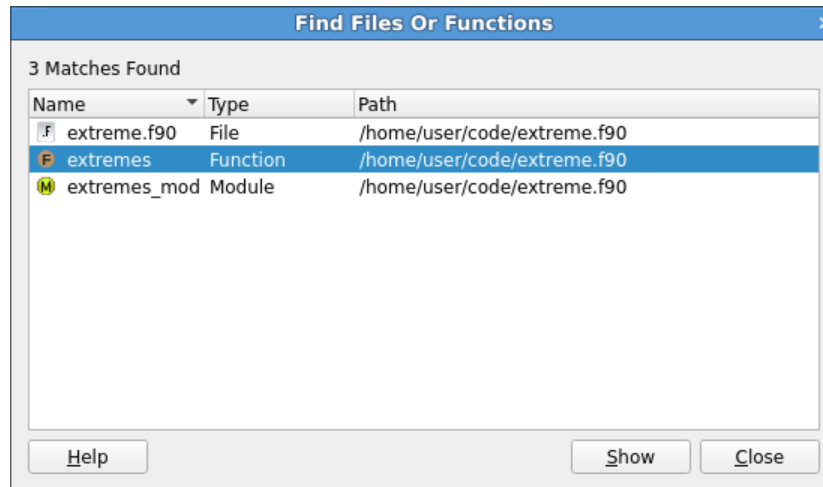 Find Files Or Functions
3 Matches Found
Name Type Path
.F extreme.f90 File /home/user/code/extreme.f90
F extremes Function /home/user/code/extreme.f90
M extremes_mod Module /home/user/code/extreme.f90
Help Show Close